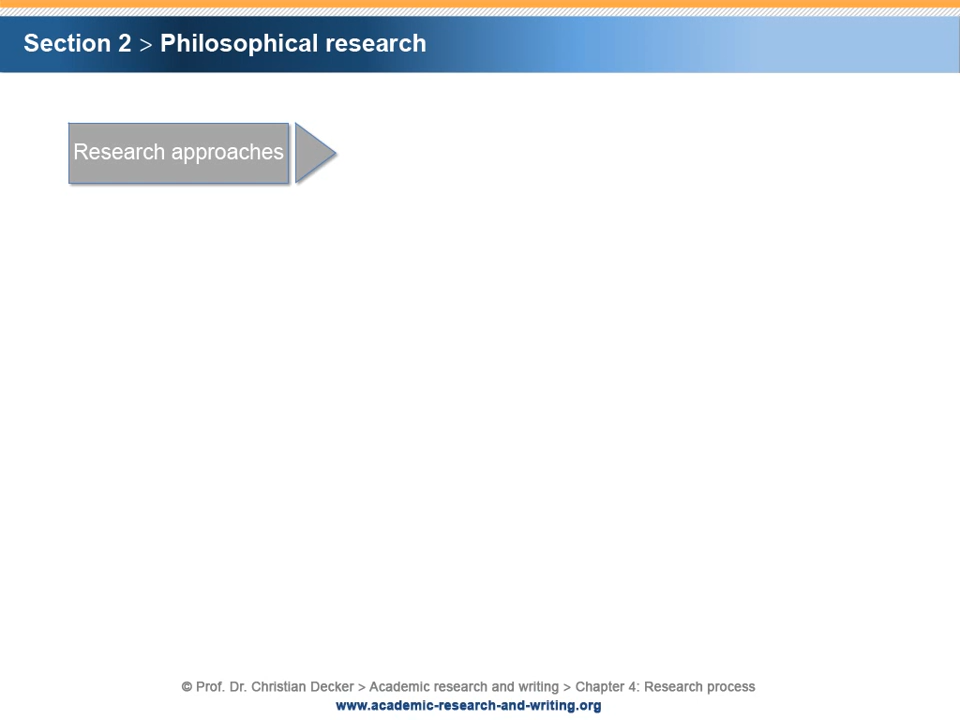 Section 2 > Philosophical research
Research approaches
© Prof. Dr. Christian Decker > Academic research and writing > Chapter 4: Research process
www.academic-research-and-writing.org